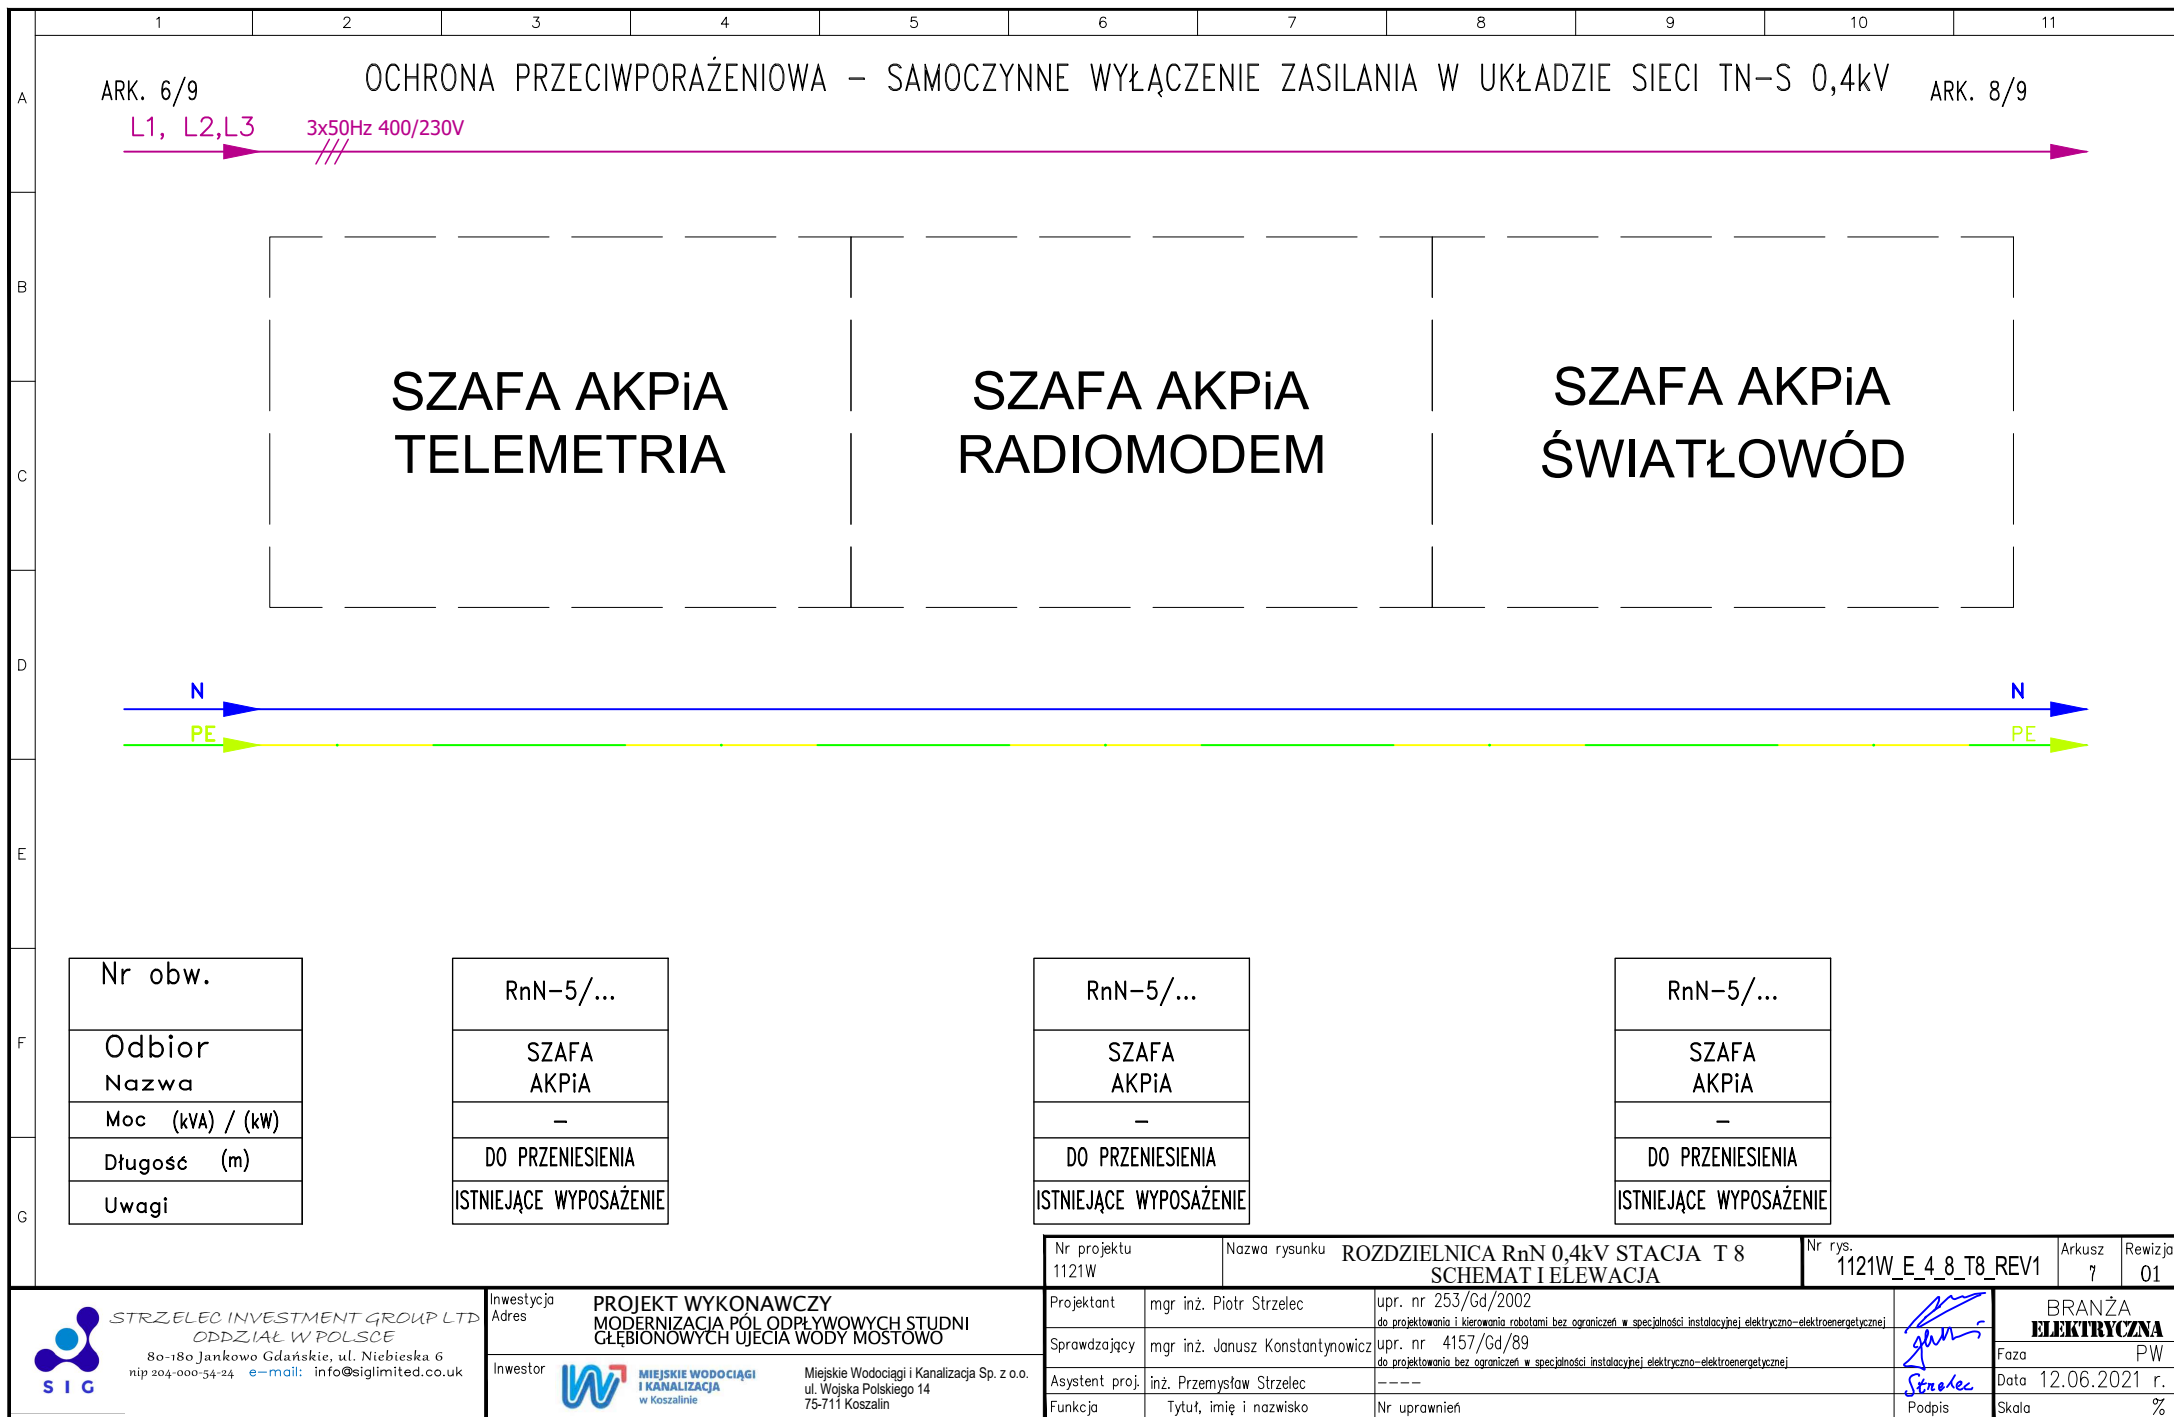 1 2 3 4 5 6 7 8 9 10 11
A
B
C
D
E
F
G
ARK. 6/9
OCHRONA PRZECIWPORAŻENIOWA – SAMOCZYNNE WYŁĄCZENIE ZASILANIA W UKŁADZIE SIECI TN-S 0,4kV
ARK. 8/9
L1, L2,L3
3x50Hz 400/230V
SZAFA AKPiA
TELEMETRIA
SZAFA AKPiA
RADIOMODEM
SZAFA AKPiA
ŚWIATŁOWÓD
N
N
PE
PE
Nr obw.
Odbior
Nazwa
Moc (kVA) / (kW)
Długość (m)
Uwagi
RnN-5/...
SZAFA
AKPiA
–
DO PRZENIESIENIA
ISTNIEJĄCE WYPOSAŻENIE
RnN-5/...
SZAFA
AKPiA
–
DO PRZENIESIENIA
ISTNIEJĄCE WYPOSAŻENIE
RnN-5/...
SZAFA
AKPiA
–
DO PRZENIESIENIA
ISTNIEJĄCE WYPOSAŻENIE
Nr projektu
1121W
Nazwa rysunku
ROZDZIELNICA RnN 0,4kV STACJA T 8
SCHEMAT I ELEWACJA
Nr rys.
1121W_E_4_8_T8_REV1
Arkusz
7
Rewizja
01
SIG
STRZELEC INVESTMENT GROUP LTD
ODDZIAŁ W POLSCE
80-180 Jankowo Gdańskie, ul. Niebieska 6
nip 204-000-54-24 e-mail: info@siglimited.co.uk
Inwestycja
Adres
PROJEKT WYKONAWCZY
MODERNIZACJA PÓL ODPŁYWOWYCH STUDNI
GŁĘBIONOWYCH UJECIA WODY MOSTOWO
Inwestor
MIEJSKIE WODOCIĄGI
I KANALIZACJA
w Koszalinie
Miejskie Wodociągi i Kanalizacja Sp. z o.o.
ul. Wojska Polskiego 14
75-711 Koszalin
Projektant
mgr inż. Piotr Strzelec
upr. nr 253/Gd/2002
do projektowania i kierowania robotami bez ograniczeń w specjalności instalacyjnej elektryczno-elektroenergetycznej
Sprawdzający
mgr inż. Janusz Konstantynowicz
upr. nr 4157/Gd/89
do projektowania bez ograniczeń w specjalności instalacyjnej elektryczno-elektroenergetycznej
Asystent proj.
inż. Przemysław Strzelec
----
Funkcja
Tytuł, imię i nazwisko
Nr uprawnień
Podpis
BRANŻA
ELEKTRYCZNA
Faza PW
Data 12.06.2021 r.
Skala %